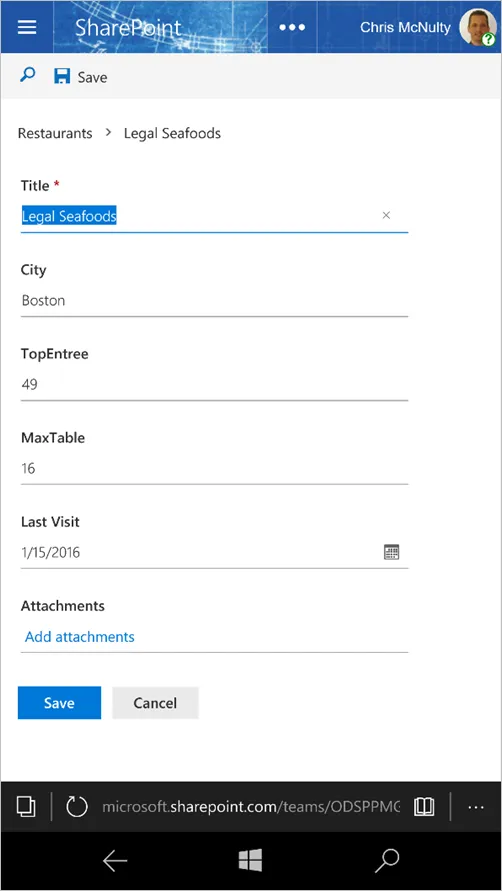 SharePoint
Chris McNulty
?
Save
Restaurants > Legal Seafoods
Title *
Legal Seafoods
City
Boston
TopEntree
49
MaxTable
16
Last Visit
1/15/2016
Attachments
Add attachments
Save Cancel
microsoft.sharepoint.com/teams/ODSPPMG